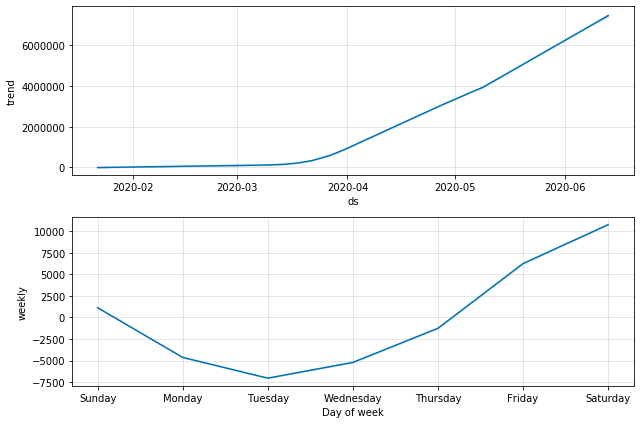 6000000
4000000
2000000
0
trend
2020-02 2020-03 2020-04 2020-05 2020-06
ds
10000
7500
5000
2500
0
−2500
−5000
−7500
weekly
Sunday Monday Tuesday Wednesday Thursday Friday Saturday
Day of week